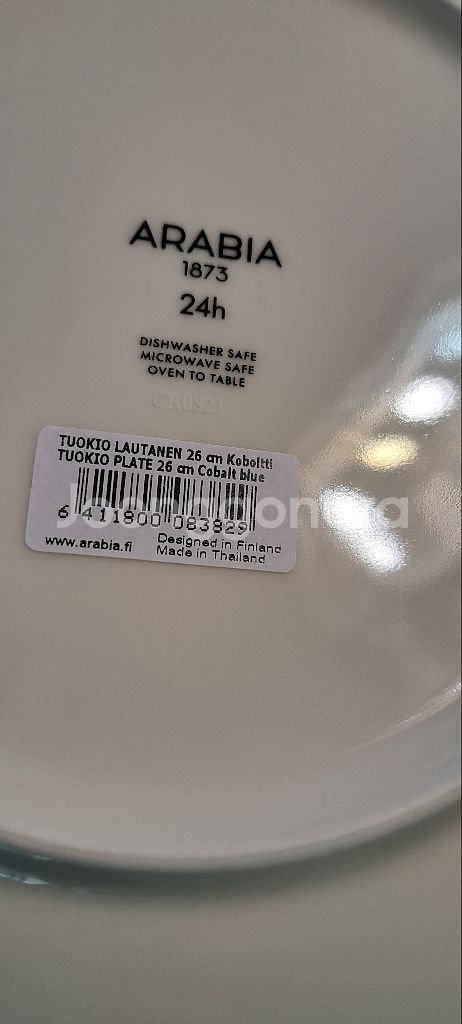 ARABIA
1873
24h
DISHWASHER SAFE
MICROWAVE SAFE
OVEN TO TABLE
CR0821
TUOKIO LAUTANEN 26 cm Koboltti
TUOKIO PLATE 26 cm Cobalt blue
6 411800 083829
www.arabia.fi
Designed in Finland
Made in Thailand